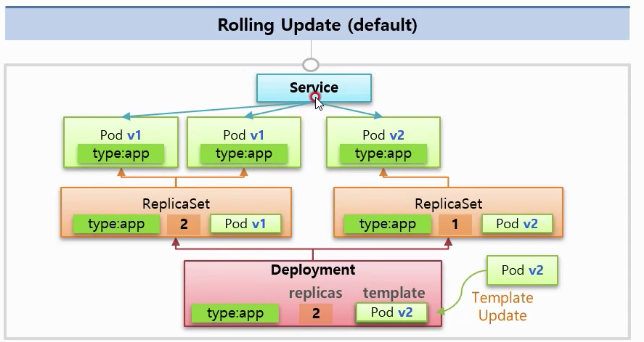 Rolling Update (default)
Service
Pod v1
type:app
Pod v1
type:app
Pod v2
type:app
ReplicaSet
type:app 2 Pod v1
ReplicaSet
type:app 1 Pod v2
Deployment
replicas template
type:app 2 Pod v2
Pod v2
Template
Update